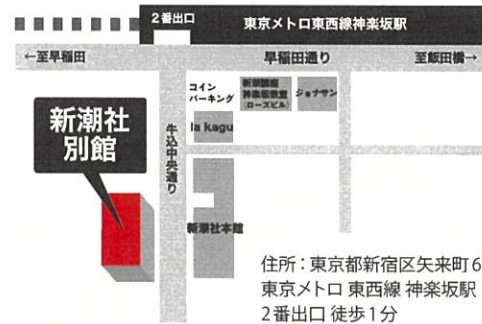 2番出口
東京メトロ東西線神楽坂駅
←至早稲田
早稲田通り
至飯田橋→
コイン
パーキング
新潮講座
神楽坂教室
(ローズビル)
ジョナサン
la kagu
新潮社
別館
牛込中央通り
新潮社本館
住所：東京都新宿区矢来町6
東京メトロ 東西線 神楽坂駅
2番出口 徒歩1分